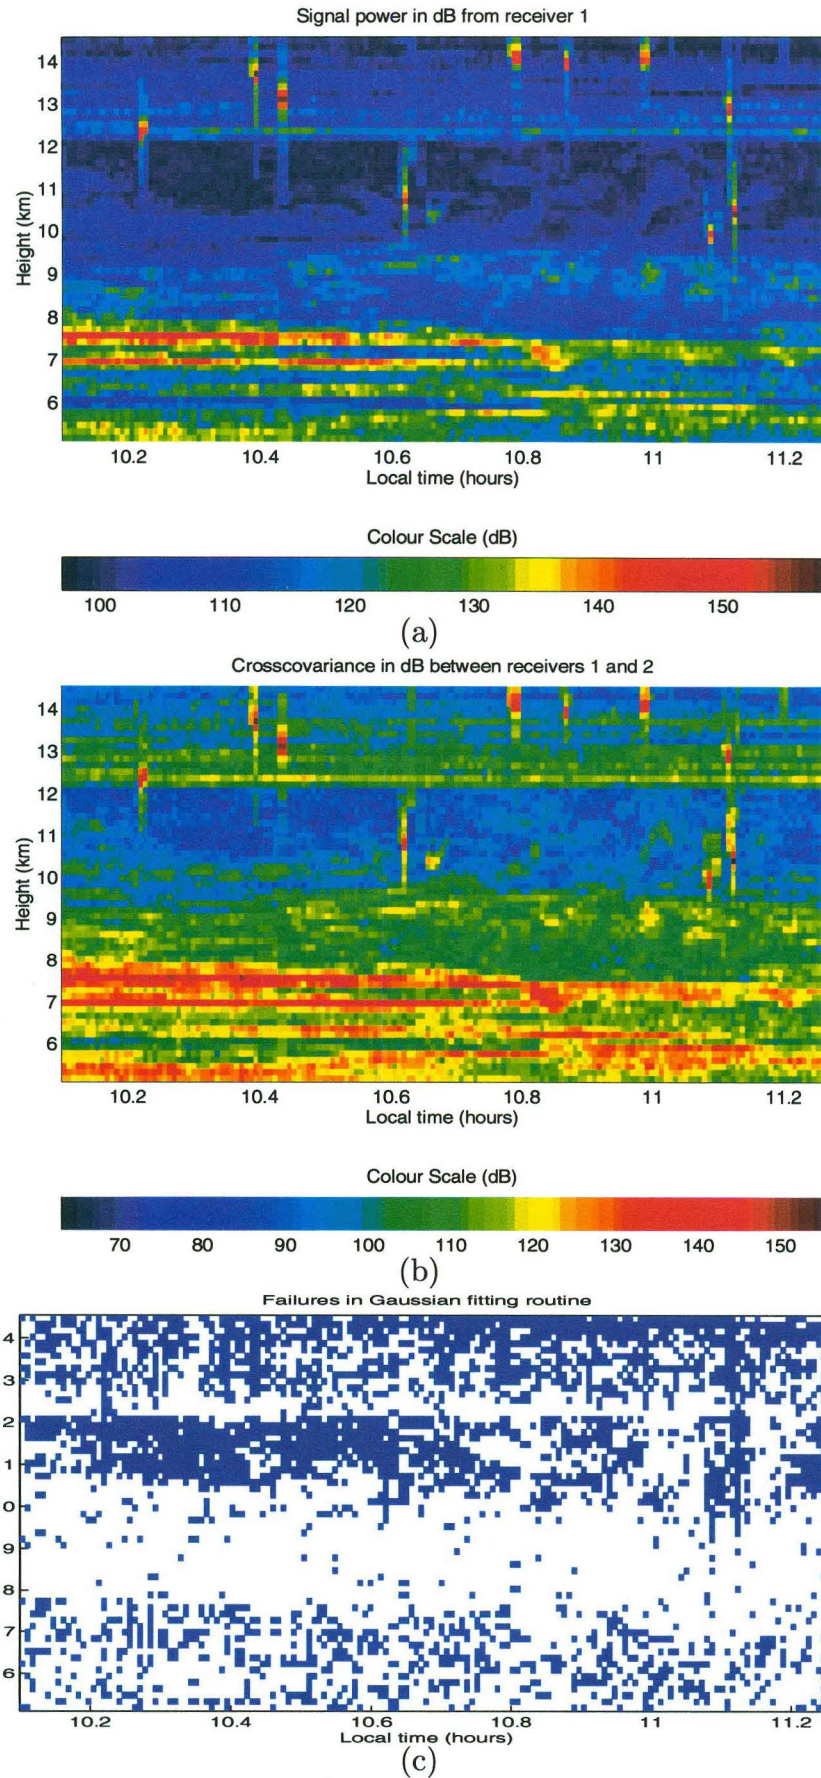 Signal power in dB from receiver 1
14
13
12
11
10
9
8
7
6
Height (km)
10.2 10.4 10.6 10.8 11 11.2
Local time (hours)
Colour Scale (dB)
100 110 120 130 140 150
(a)
Crosscovariance in dB between receivers 1 and 2
14
13
12
11
10
9
8
7
6
Height (km)
10.2 10.4 10.6 10.8 11 11.2
Local time (hours)
Colour Scale (dB)
70 80 90 100 110 120 130 140 150
(b)
Failures in Gaussian fitting routine
4
3
2
1
0
9
8
7
6
10.2 10.4 10.6 10.8 11 11.2
Local time (hours)
(c)